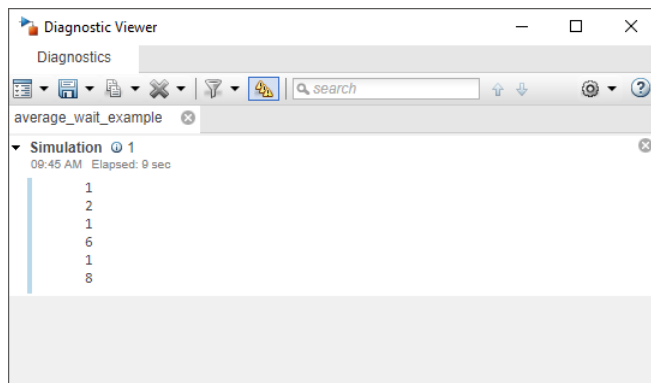 Diagnostic Viewer
Diagnostics
search
average_wait_example
Simulation 1
09:45 AM Elapsed: 9 sec
1
2
1
6
1
8